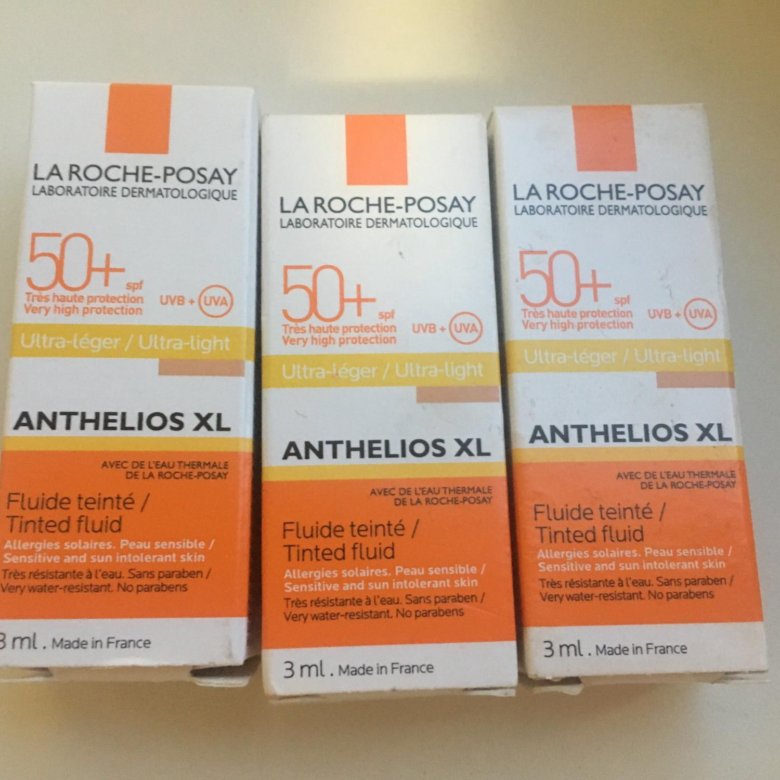 LA ROCHE-POSAY
LABORATOIRE DERMATOLOGIQUE
50+ spf
Très haute protection
Very high protection
UVB + UVA
Ultra-léger / Ultra-light
ANTHELIOS XL
AVEC DE L'EAU THERMALE
DE LA ROCHE-POSAY
Fluide teinté /
Tinted fluid
Allergies solaires. Peau sensible /
Sensitive and sun intolerant skin
Très résistante à l'eau. Sans paraben /
Very water-resistant. No parabens
3 ml. Made in France
LA ROCHE-POSAY
LABORATOIRE DERMATOLOGIQUE
50+ spf
Très haute protection
Very high protection
UVB + UVA
Ultra-léger / Ultra-light
ANTHELIOS XL
AVEC DE L'EAU THERMALE
DE LA ROCHE-POSAY
Fluide teinté /
Tinted fluid
Allergies solaires. Peau sensible /
Sensitive and sun intolerant skin
Très résistante à l'eau. Sans paraben /
Very water-resistant. No parabens
3 ml. Made in France
LA ROCHE-POSAY
LABORATOIRE DERMATOLOGIQUE
50+ spf
Très haute protection
Very high protection
UVB + UVA
Ultra-léger / Ultra-light
ANTHELIOS XL
AVEC DE L'EAU THERMALE
DE LA ROCHE-POSAY
Fluide teinté /
Tinted fluid
Allergies solaires. Peau sensible /
Sensitive and sun intolerant skin
Très résistante à l'eau. Sans paraben /
Very water-resistant. No parabens
3 ml. Made in France